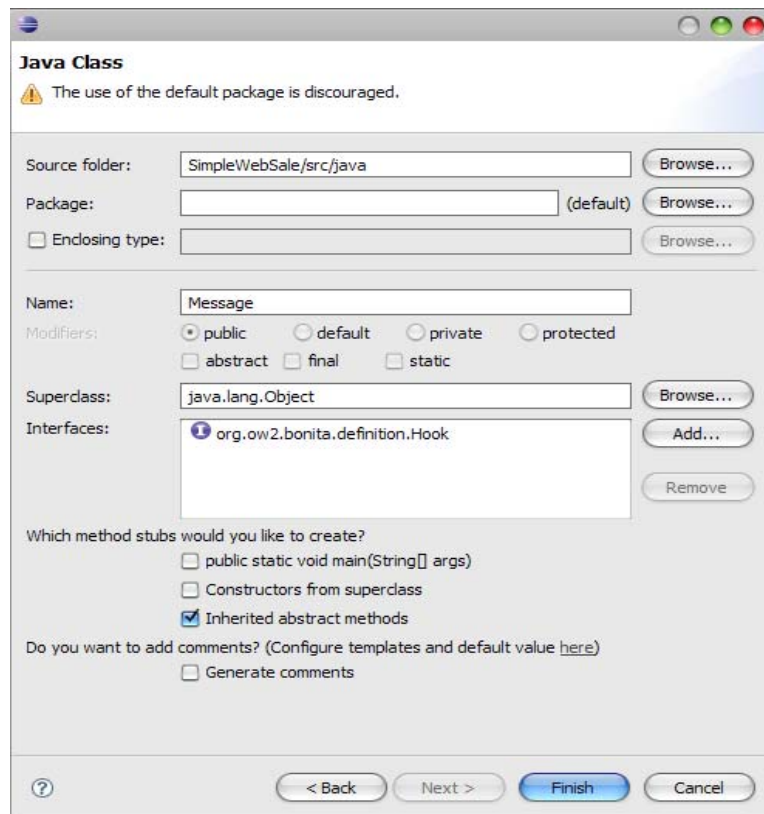 Java Class
The use of the default package is discouraged.
Source folder: SimpleWebSale/src/java Browse...
Package: (default) Browse...
Enclosing type: Browse...
Name: Message
Modifiers: public default private protected
abstract final static
Superclass: java.lang.Object Browse...
Interfaces: org.ow2.bonita.definition.Hook Add...
Remove
Which method stubs would you like to create?
public static void main(String[] args)
Constructors from superclass
Inherited abstract methods
Do you want to add comments? (Configure templates and default value here)
Generate comments
? < Back Next > Finish Cancel